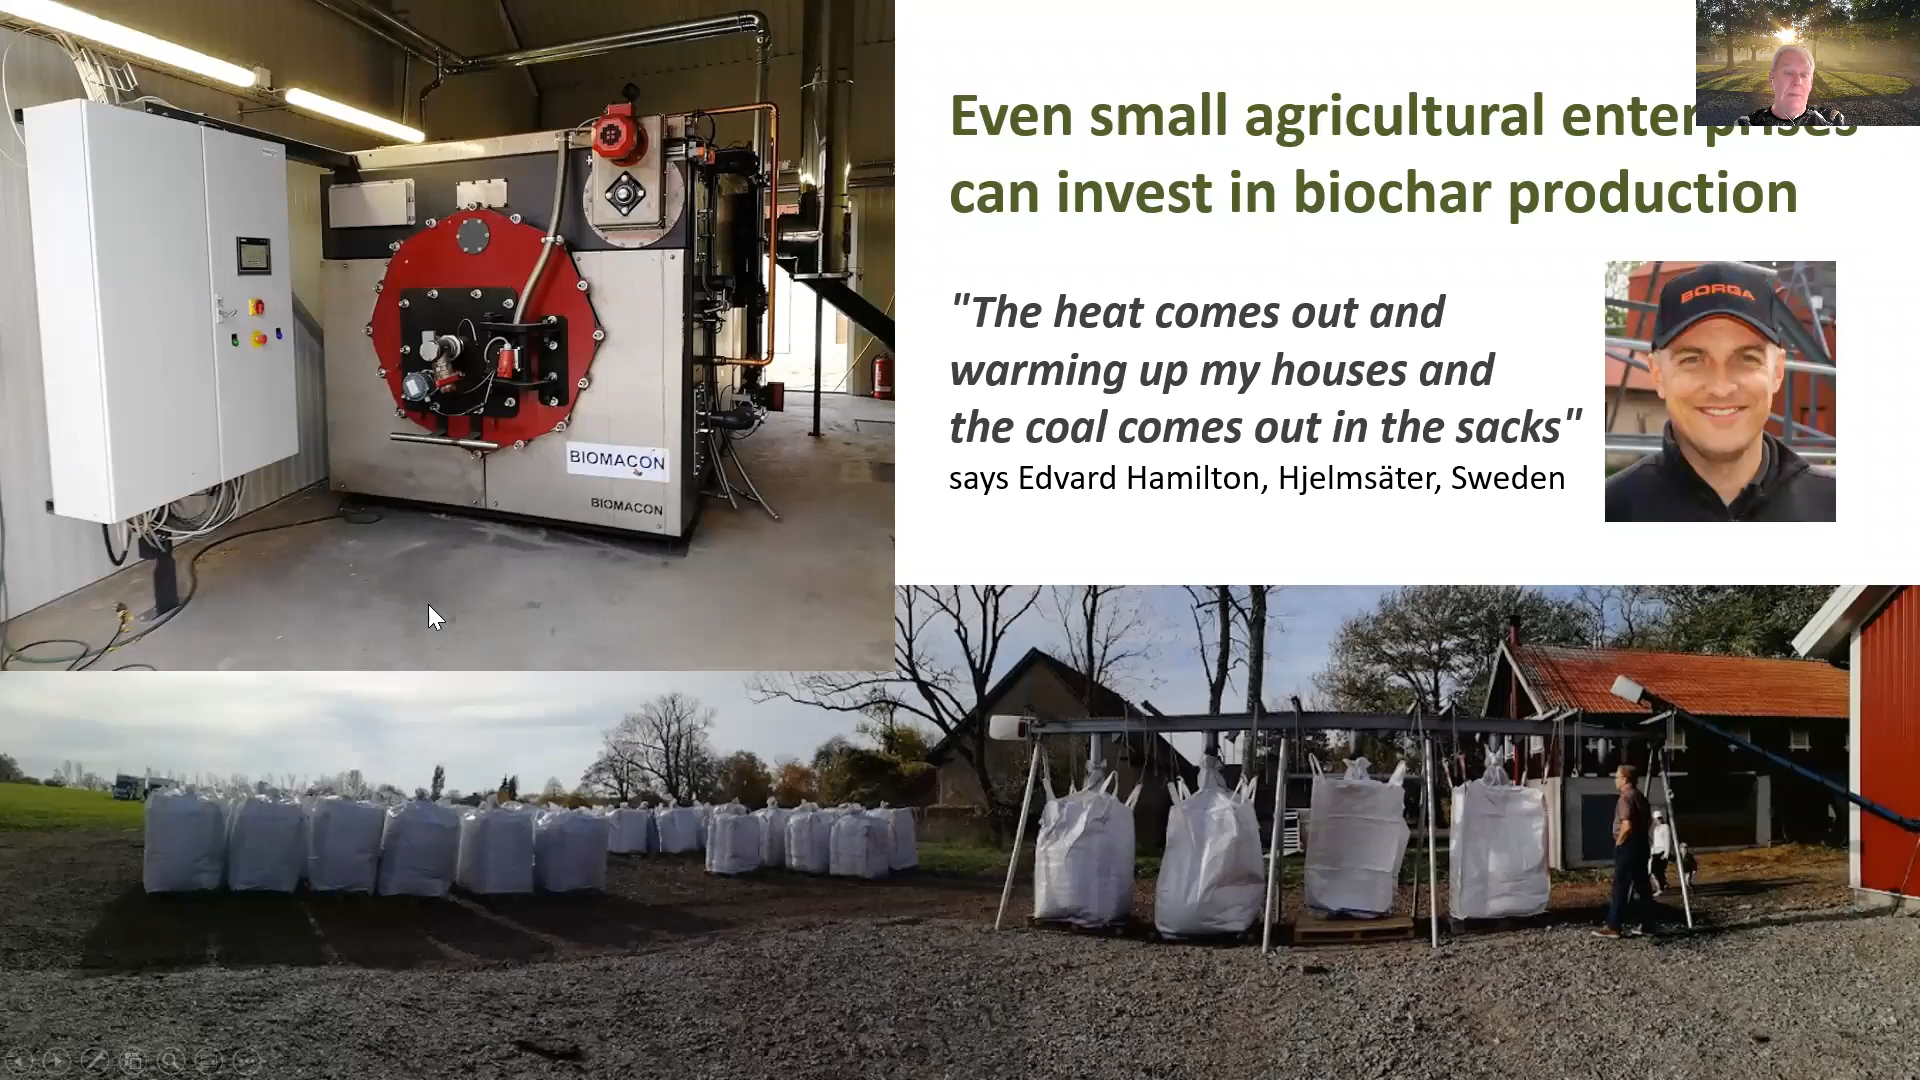 Even small agricultural enterprises
can invest in biochar production
"The heat comes out and
warming up my houses and
the coal comes out in the sacks"
says Edvard Hamilton, Hjelmsäter, Sweden
BORGA
BIOMACON
BIOMACON